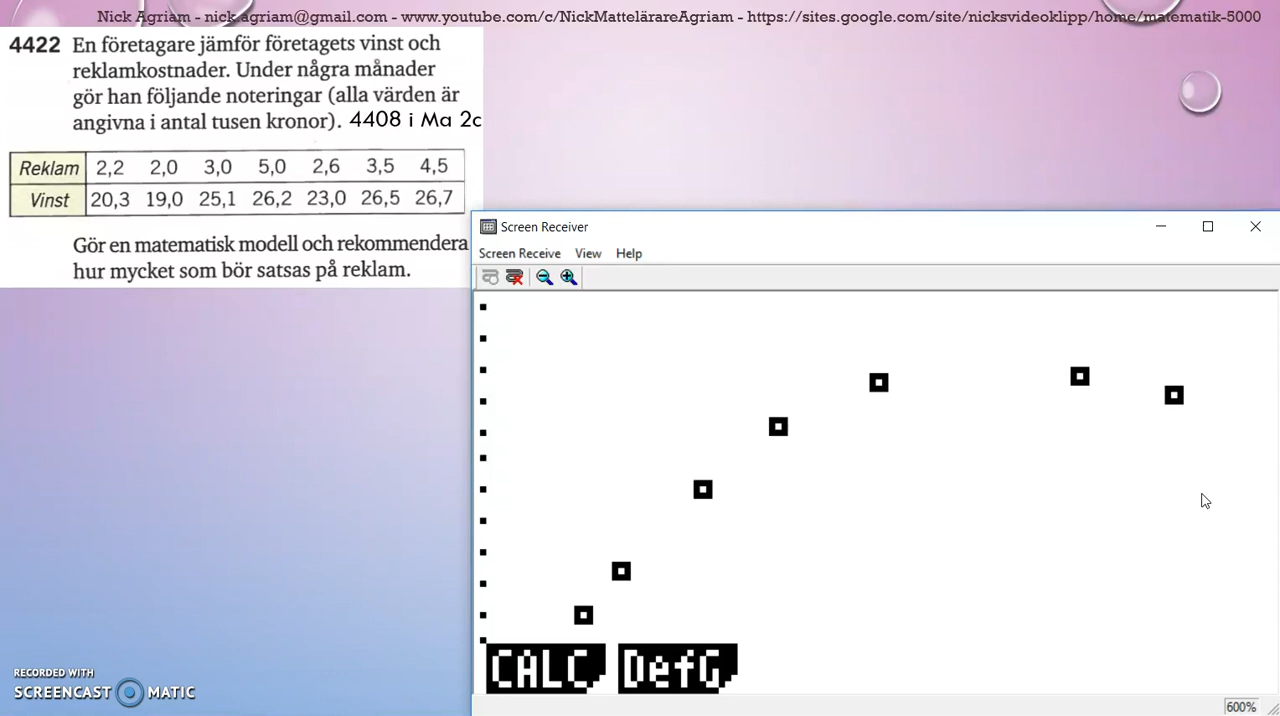 Nick Agriam - nick.agriam@gmail.com - www.youtube.com/c/NickMattelärareAgriam - https://sites.google.com/site/nicksvideoklipp/home/matematik-5000
4422 En företagare jämför företagets vinst och
reklamkostnader. Under några månader
gör han följande noteringar (alla värden är
angivna i antal tusen kronor). 4408 i Ma 2c
Reklam 2,2 2,0 3,0 5,0 2,6 3,5 4,5
Vinst 20,3 19,0 25,1 26,2 23,0 26,5 26,7
Gör en matematisk modell och rekommendera
hur mycket som bör satsas på reklam.
Screen Receiver
Screen Receive View Help
CALC DefG
600%
RECORDED WITH
SCREENCAST MATIC